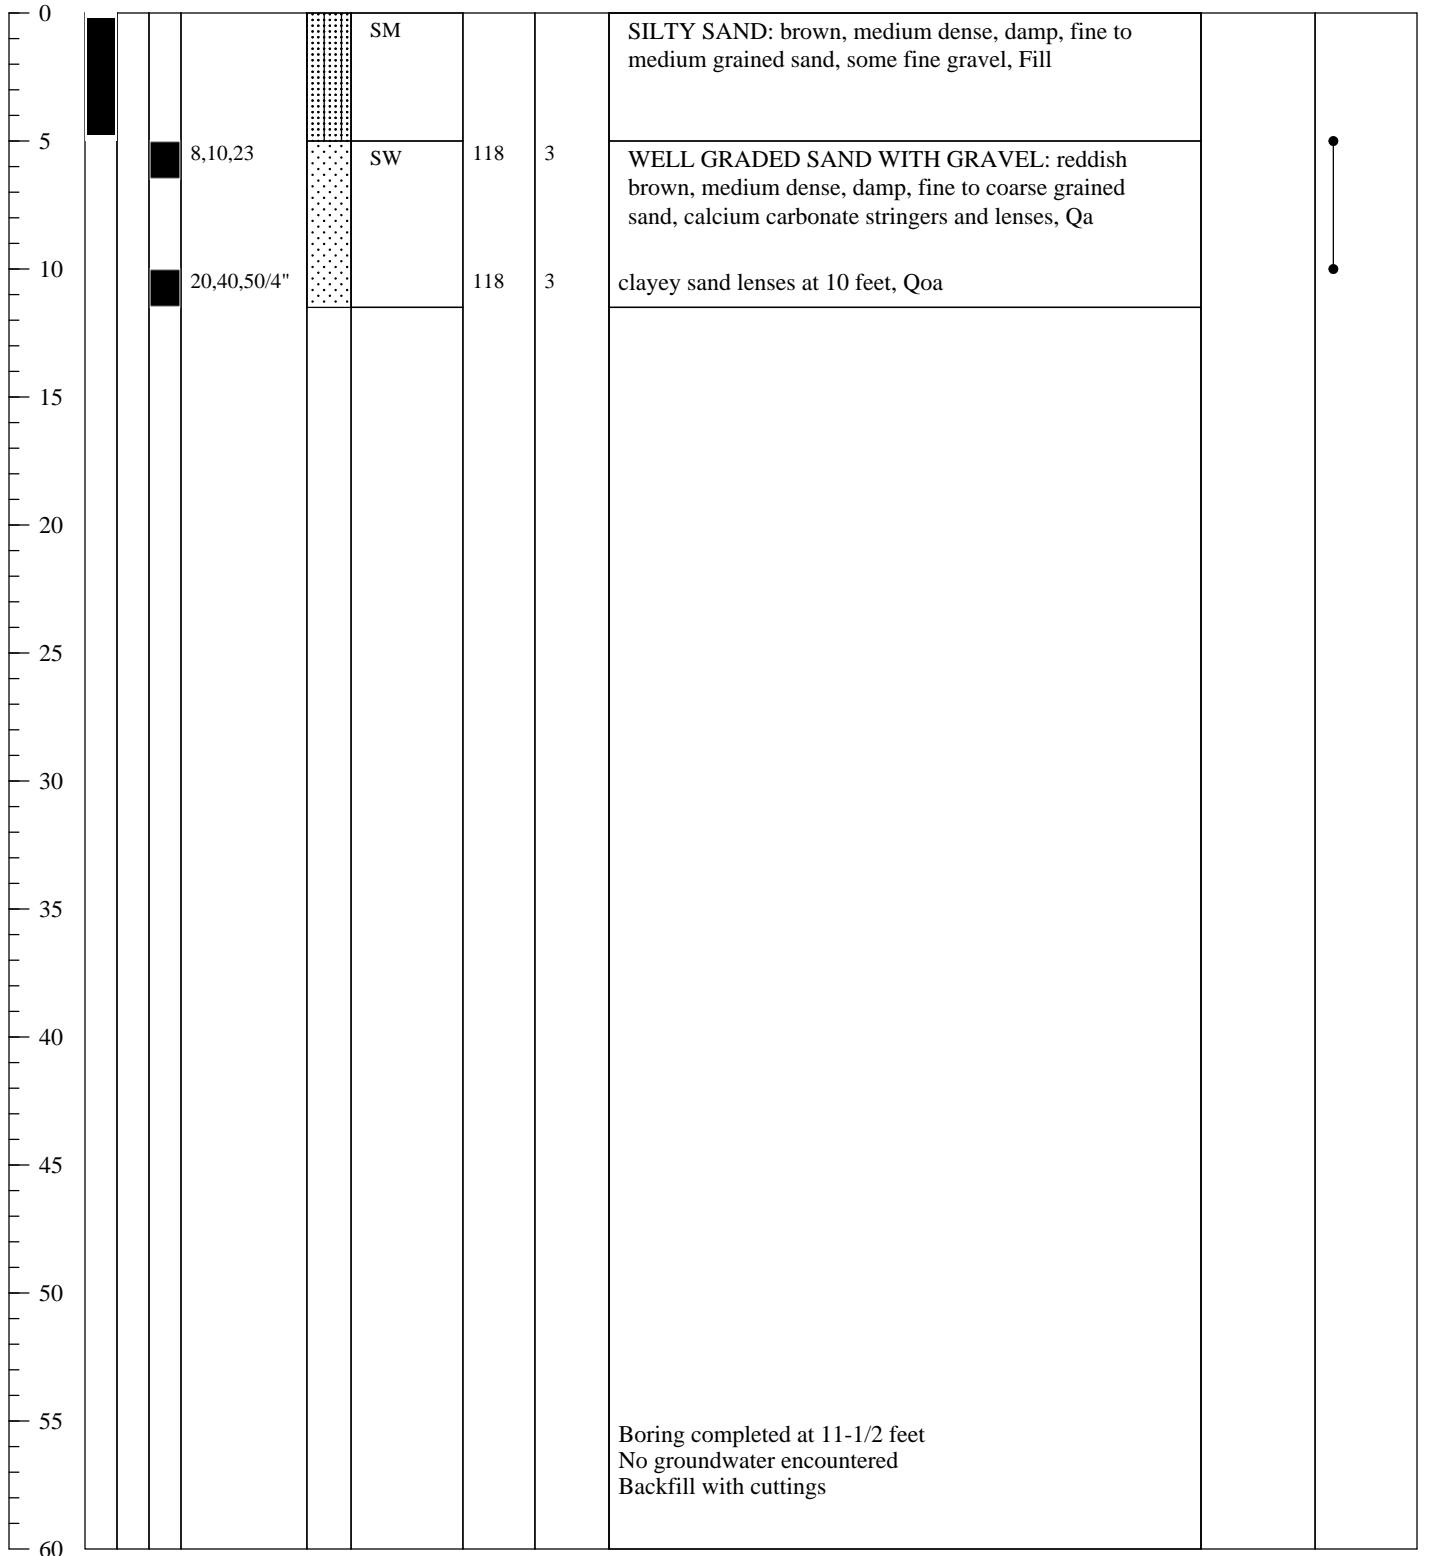 0
SM
SILTY SAND: brown, medium dense, damp, fine to
medium grained sand, some fine gravel, Fill
5
8,10,23
SW
118
3
WELL GRADED SAND WITH GRAVEL: reddish
brown, medium dense, damp, fine to coarse grained
sand, calcium carbonate stringers and lenses, Qa
10
20,40,50/4"
118
3
clayey sand lenses at 10 feet, Qoa
15
20
25
30
35
40
45
50
55
Boring completed at 11-1/2 feet
No groundwater encountered
Backfill with cuttings
60